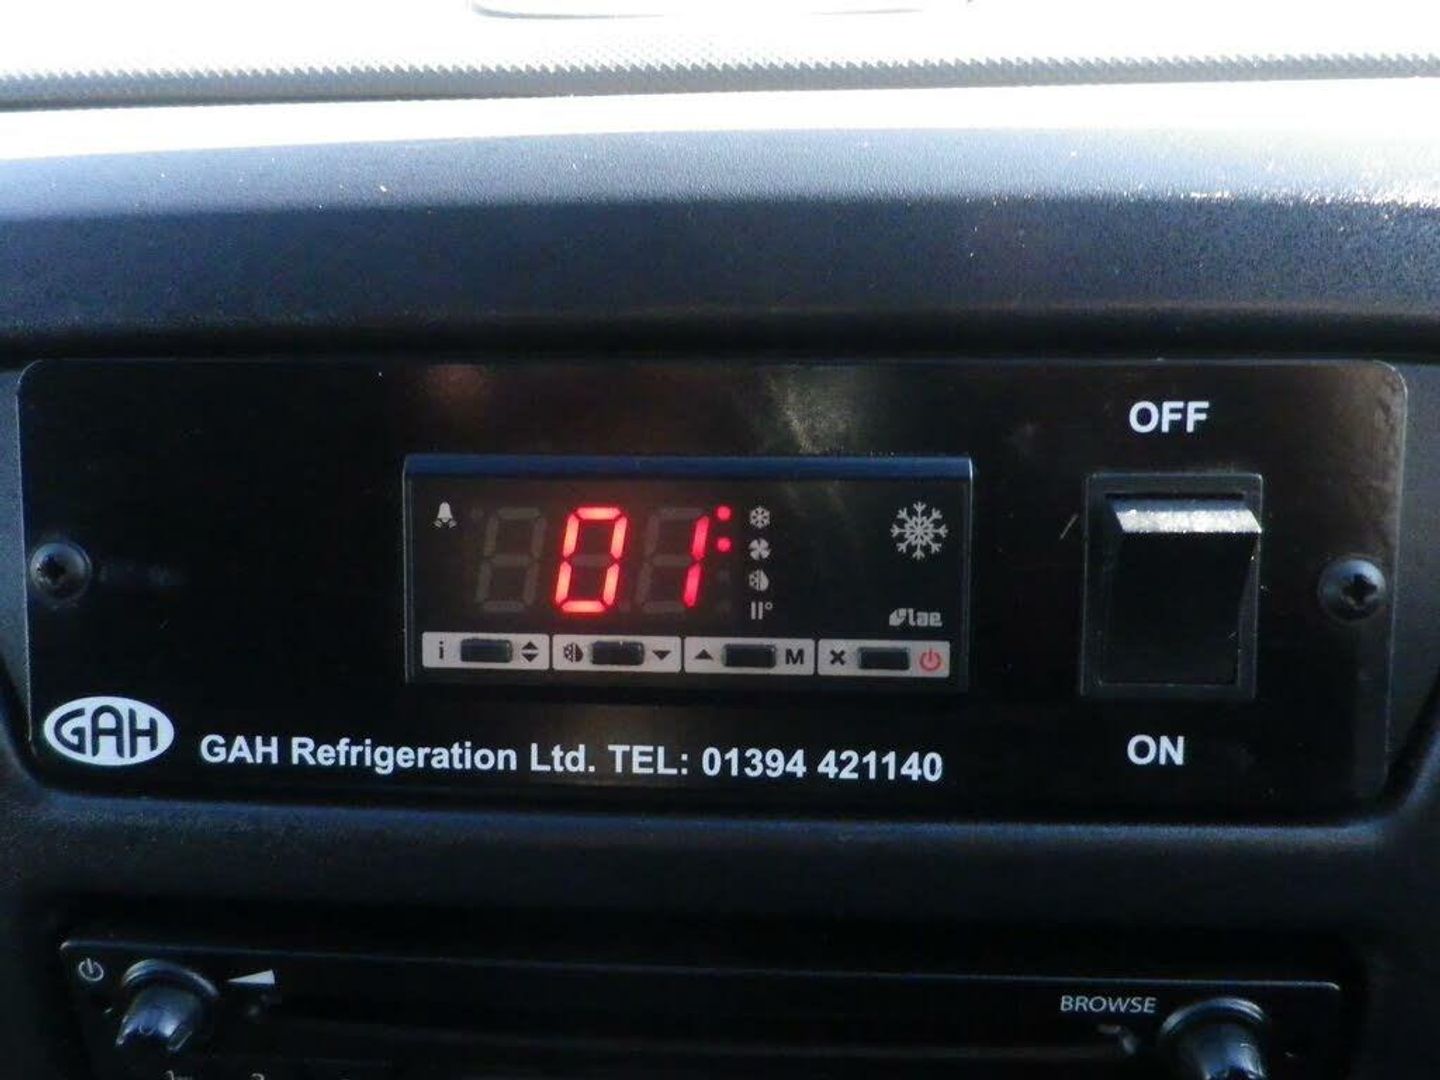 OFF
01
lae
i
M
GAH
GAH Refrigeration Ltd. TEL: 01394 421140
ON
BROWSE